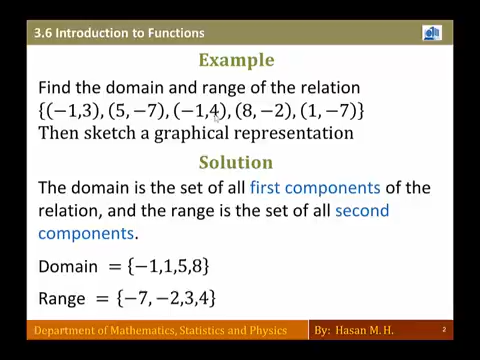 3.6 Introduction to Functions
Example
Find the domain and range of the relation
{(−1,3), (5, −7), (−1,4), (8, −2), (1, −7)}
Then sketch a graphical representation
Solution
The domain is the set of all first components of the
relation, and the range is the set of all second
components.
Domain = {−1,1,5,8}
Range = {−7, −2,3,4}
Department of Mathematics, Statistics and Physics By: Hasan M. H. 2